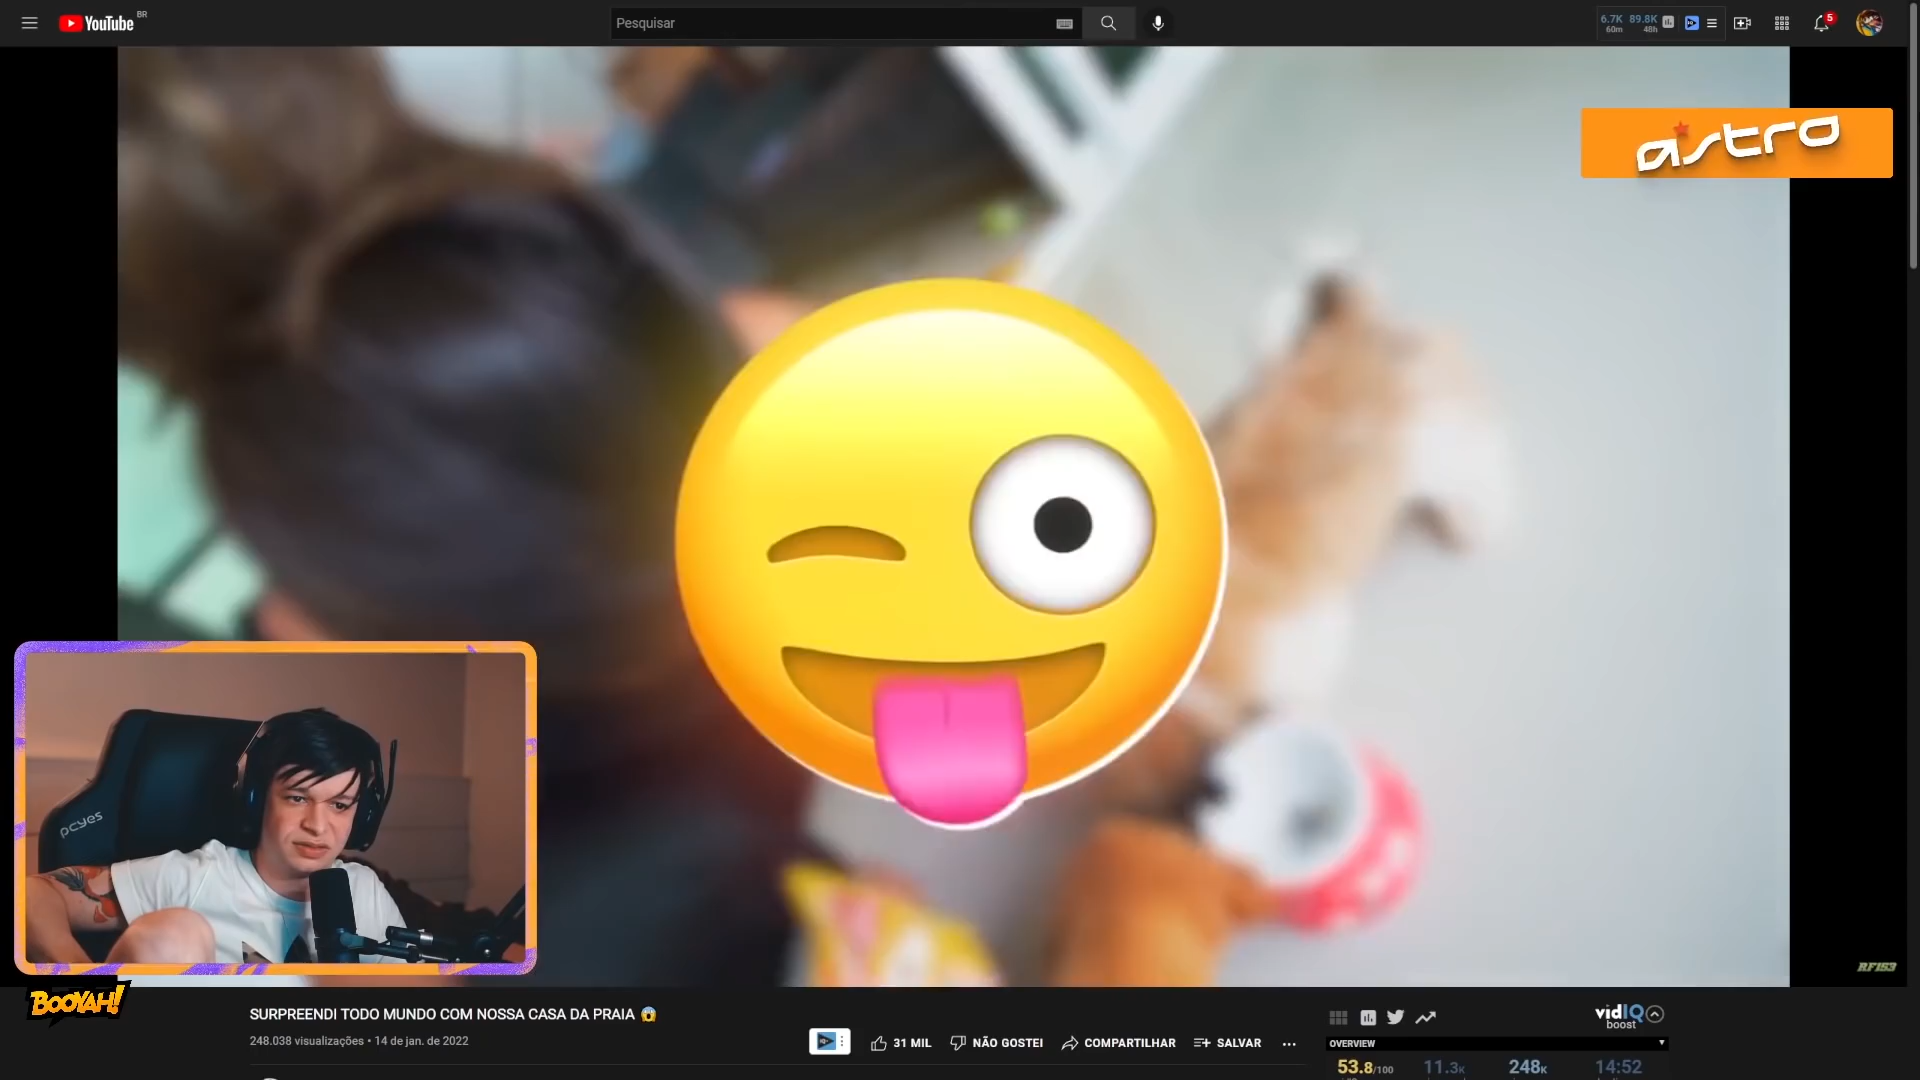 YouTube BR
Pesquisar
6.7K 89.8K
60m 48h
5
astro
pcyes
RF153
BOOYAH!
SURPREENDI TODO MUNDO COM NOSSA CASA DA PRAIA 😱
248.038 visualizações • 14 de jan. de 2022
31 MIL
NÃO GOSTEI
COMPARTILHAR
SALVAR
vidIQ
boost
OVERVIEW
53.8/100 11.3K 248K 14:52